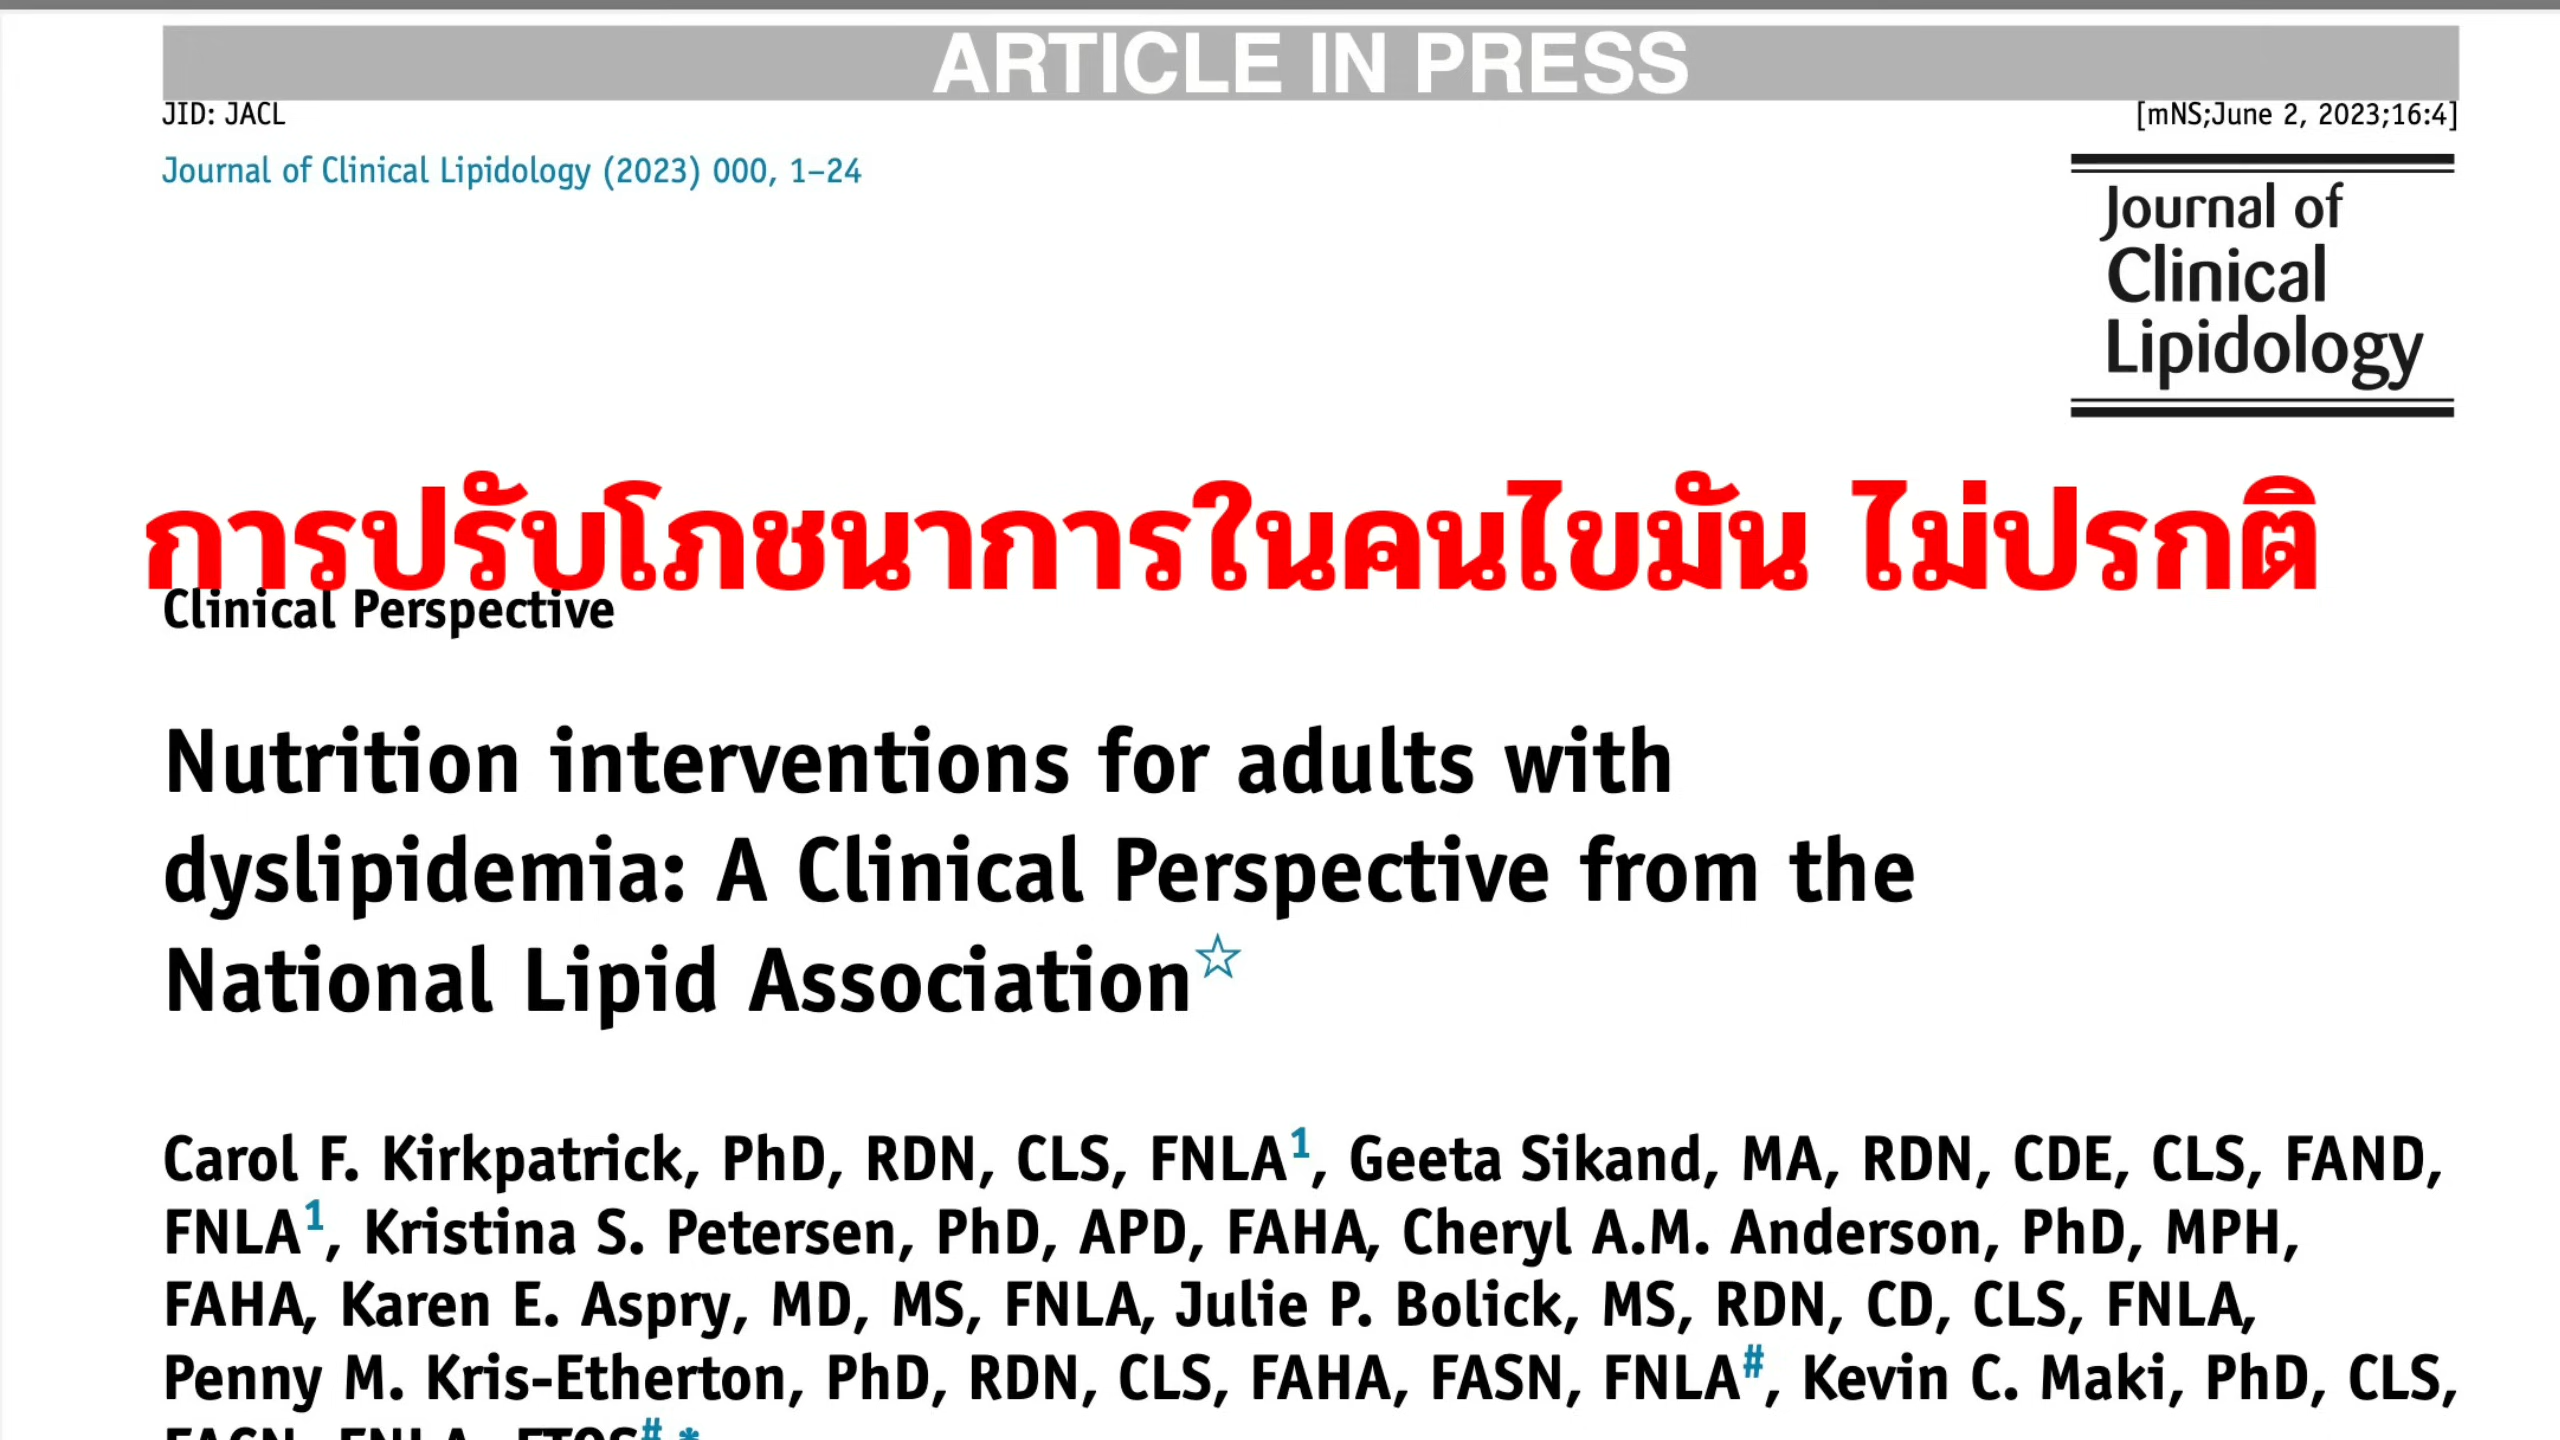 ARTICLE IN PRESS
JID: JACL
[mNS;June 2, 2023;16:4]
Journal of Clinical Lipidology (2023) 000, 1–24
Journal of
Clinical
Lipidology
การปรับโภชนาการในคนไขมัน ไม่ปรกติ
Clinical Perspective
Nutrition interventions for adults with
dyslipidemia: A Clinical Perspective from the
National Lipid Association☆
Carol F. Kirkpatrick, PhD, RDN, CLS, FNLA1, Geeta Sikand, MA, RDN, CDE, CLS, FAND,
FNLA1, Kristina S. Petersen, PhD, APD, FAHA, Cheryl A.M. Anderson, PhD, MPH,
FAHA, Karen E. Aspry, MD, MS, FNLA, Julie P. Bolick, MS, RDN, CD, CLS, FNLA,
Penny M. Kris-Etherton, PhD, RDN, CLS, FAHA, FASN, FNLA#, Kevin C. Maki, PhD, CLS,